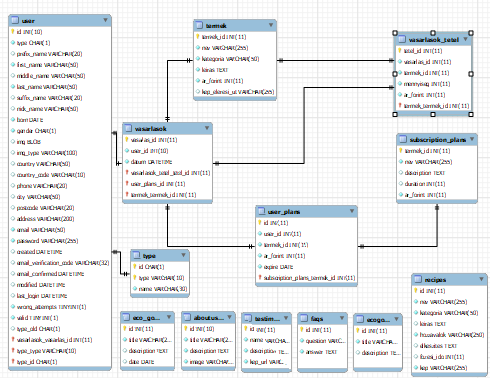 user
id INT(10)
type CHAR(1)
prefix_name VARCHAR(20)
first_name VARCHAR(50)
middle_name VARCHAR(50)
last_name VARCHAR(50)
suffix_name VARCHAR(20)
nick_name VARCHAR(50)
born DATE
gender CHAR(1)
img BLOB
img_type VARCHAR(100)
country VARCHAR(50)
country_code VARCHAR(10)
phone VARCHAR(20)
city VARCHAR(50)
postcode VARCHAR(20)
address VARCHAR(200)
email VARCHAR(50)
password VARCHAR(255)
created DATETIME
email_verification_code VARCHAR(32)
email_confirmed DATETIME
modified DATETIME
last_login DATETIME
wrong_attempts TINYINT(1)
valid TINYINT(1)
type_old CHAR(1)
vasarlasok_vasarlas_id INT(11)
type_type VARCHAR(10)
type_id CHAR(1)
termek
termek_id INT(11)
nev VARCHAR(255)
kategoria VARCHAR(50)
leiras TEXT
ar_forint INT(11)
kep_eleresi_ut VARCHAR(255)
vasarlas_tetel
tetel_id INT(11)
vasarlas_id INT(11)
termek_id INT(11)
mennyiseg INT(11)
ar_forint INT(11)
termek_termek_id INT(11)
vasarlasok
vasarlas_id INT(11)
user_id INT(10)
datum DATETIME
vasarlasok_tetel_tetel_id INT(11)
user_plans_id INT(11)
termek_termek_id INT(11)
subscription_plans
termek_id INT(11)
nev VARCHAR(255)
description TEXT
duration INT(11)
ar_forint INT(11)
user_plans
id INT(11)
user_id INT(11)
termek_id INT(11)
ar_forint INT(11)
expire DATE
subscription_plans_termek_id INT(11)
type
id CHAR(1)
type VARCHAR(10)
name VARCHAR(30)
recipes
id INT(11)
nev VARCHAR(255)
kategoria VARCHAR(50)
leiras TEXT
hozzavalok VARCHAR(250)
elkeszites TEXT
fozesi_ido INT(11)
kep VARCHAR(255)
eco_go...
id INT(11)
title VARCHAR(2...
description TEXT
date DATE
aboutus...
id INT(10)
title VARCHA...
description TEXT
image VARCHAR...
testim...
id INT(11)
name VARCHA...
description TE...
kep_url VARC...
faqs
id INT(11)
question VARC...
answer TEXT
ecogo...
id INT(11)
title VARCHA...
description TE...